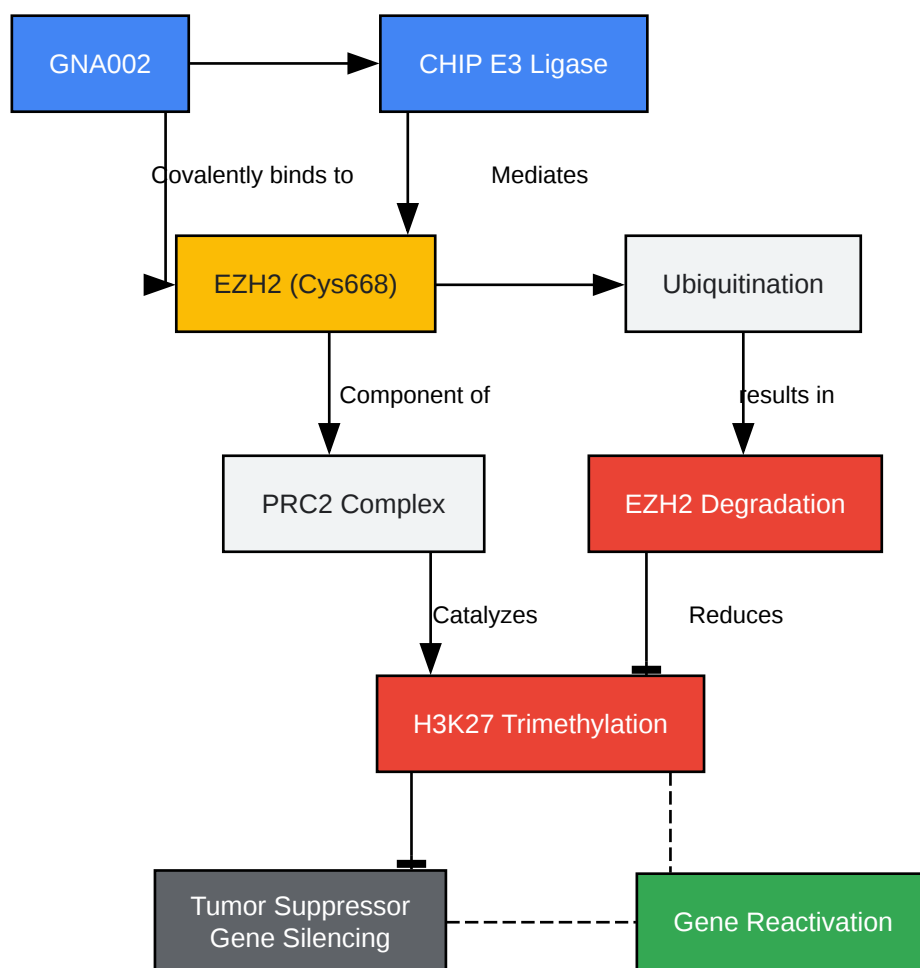 GNA002
CHIP E3 Ligase
Covalently binds to
Mediates
EZH2 (Cys668)
Ubiquitination
Component of
results in
PRC2 Complex
EZH2 Degradation
Catalyzes
Reduces
H3K27 Trimethylation
Tumor Suppressor
Gene Silencing
Gene Reactivation